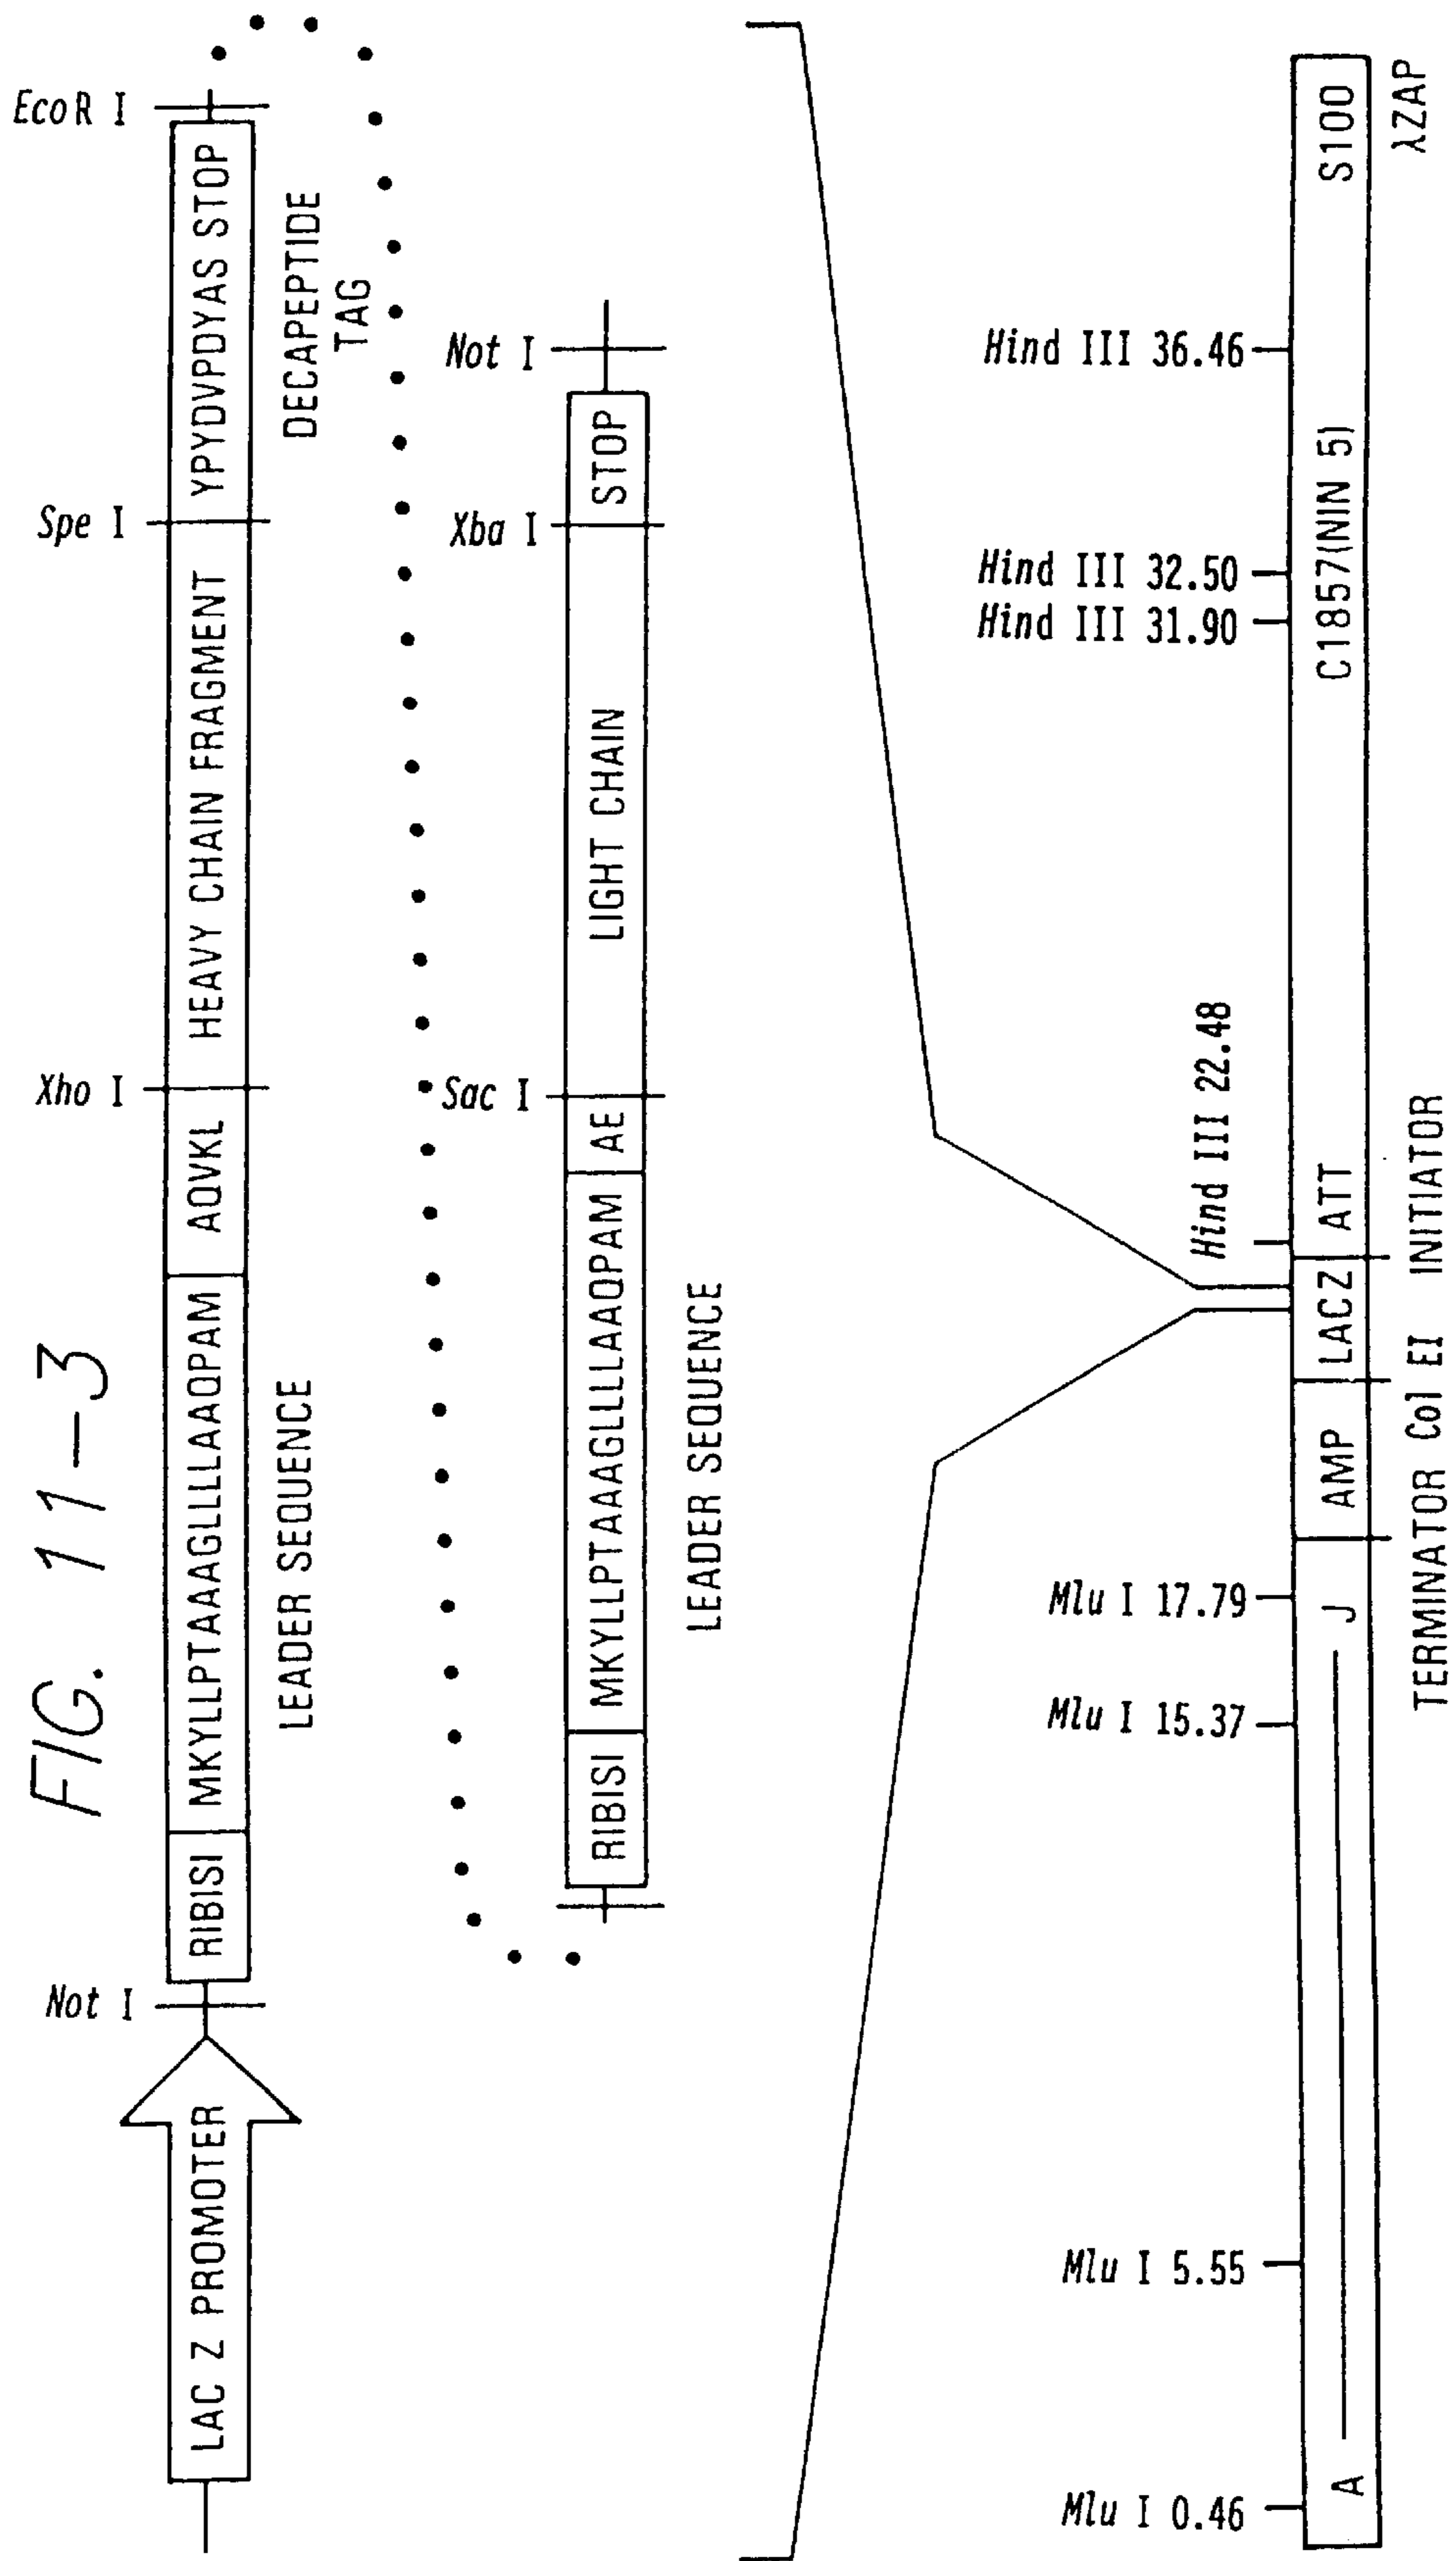 FIG. 11-3
Not I
Xho I
Spe I
EcoR I
LAC Z PROMOTER
RIBISI
MKYLLPTAAAGLLLLAAQPAM
AQVKL
HEAVY CHAIN FRAGMENT
YPYDVPDYAS STOP
LEADER SEQUENCE
DECAPEPTIDE
TAG
Sac I
Xba I
Not I
RIBISI
MKYLLPTAAAGLLLLAAQPAM
AE
LIGHT CHAIN
STOP
LEADER SEQUENCE
Mlu I 0.46
Mlu I 5.55
Mlu I 15.37
Mlu I 17.79
Hind III 22.48
Hind III 31.90
Hind III 32.50
Hind III 36.46
A
J
AMP
LACZ
ATT
C1857(NIN 5)
S100
TERMINATOR Col EI INITIATOR
λZAP